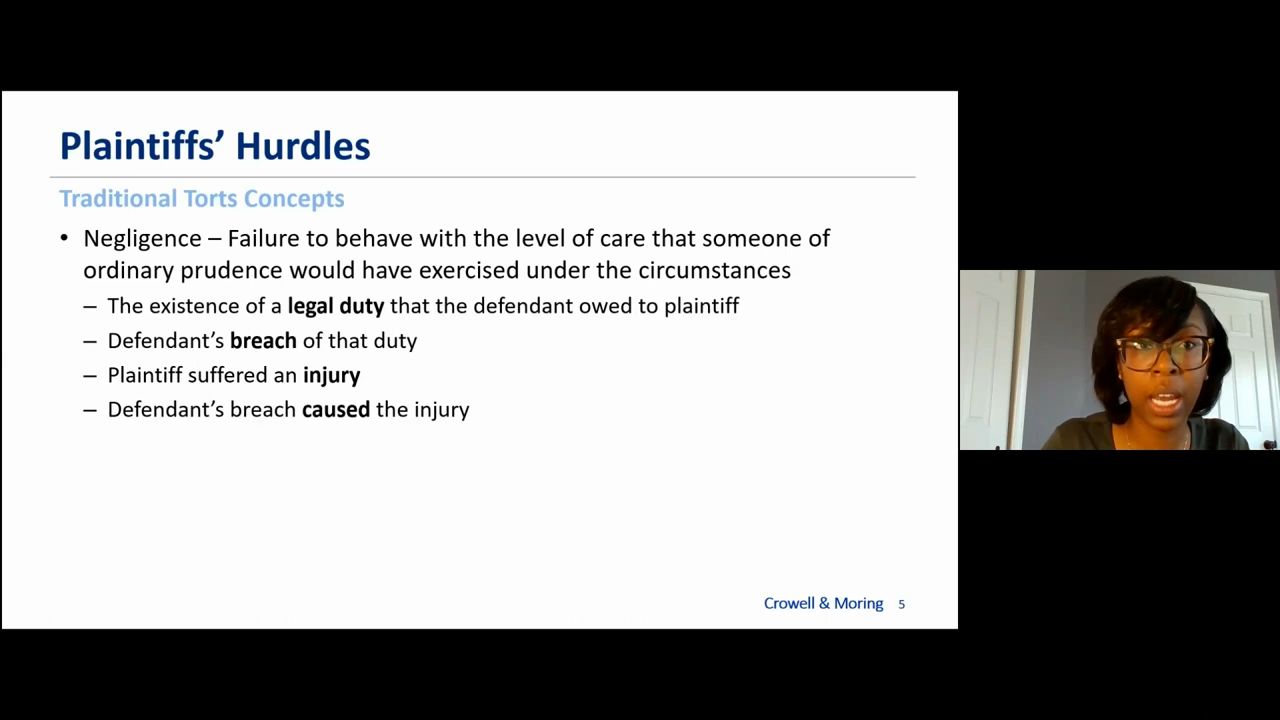 Plaintiffs’ Hurdles
Traditional Torts Concepts
• Negligence – Failure to behave with the level of care that someone of
ordinary prudence would have exercised under the circumstances
– The existence of a legal duty that the defendant owed to plaintiff
– Defendant’s breach of that duty
– Plaintiff suffered an injury
– Defendant’s breach caused the injury
Crowell & Moring 5